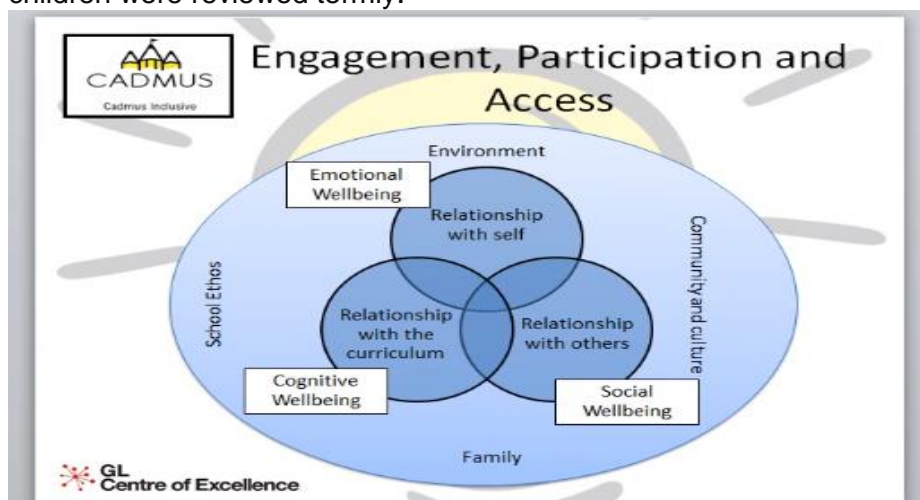 children were reviewed termly.
CADMUS
Cadmus Inclusive
Engagement, Participation and
Access
Environment
Emotional
Wellbeing
Relationship
with self
School Ethos
Community and culture
Relationship
with the
curriculum
Relationship
with others
Cognitive
Wellbeing
Social
Wellbeing
Family
GL
Centre of Excellence